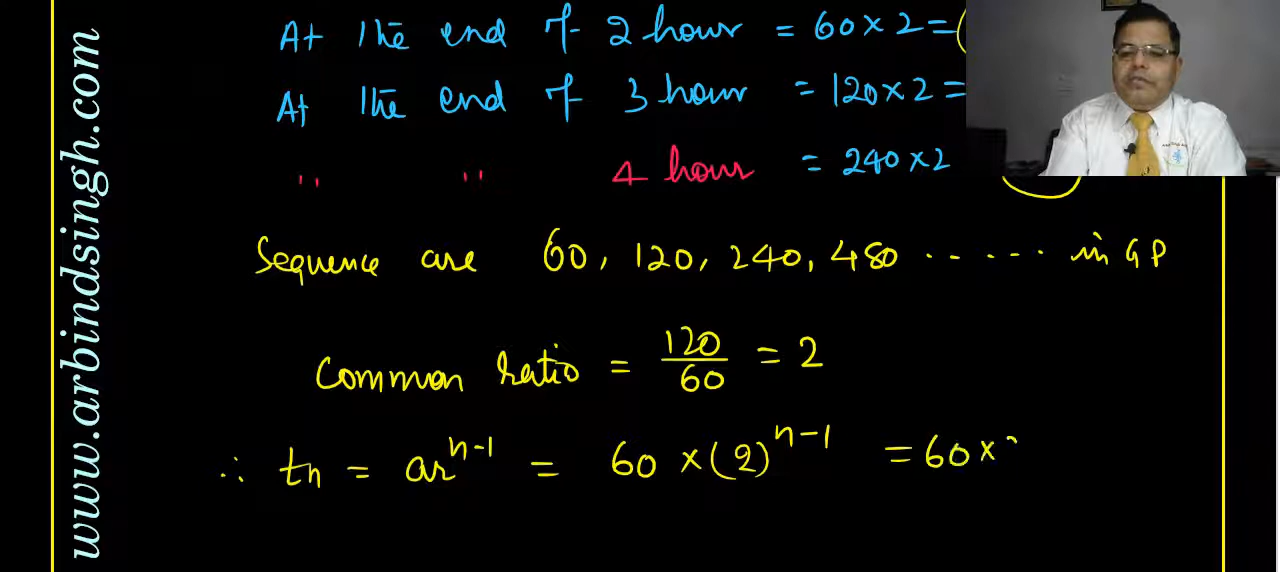 www.arbindsingh.com
At the end of 2 hour = 60 × 2 =
At the end of 3 hour = 120 × 2 =
" " 4 hour = 240 × 2
Sequence are 60, 120, 240, 480 ...... in GP
Common ratio = 120/60 = 2
∴ tn = ar^(n-1) = 60 × (2)^(n-1) = 60 ×